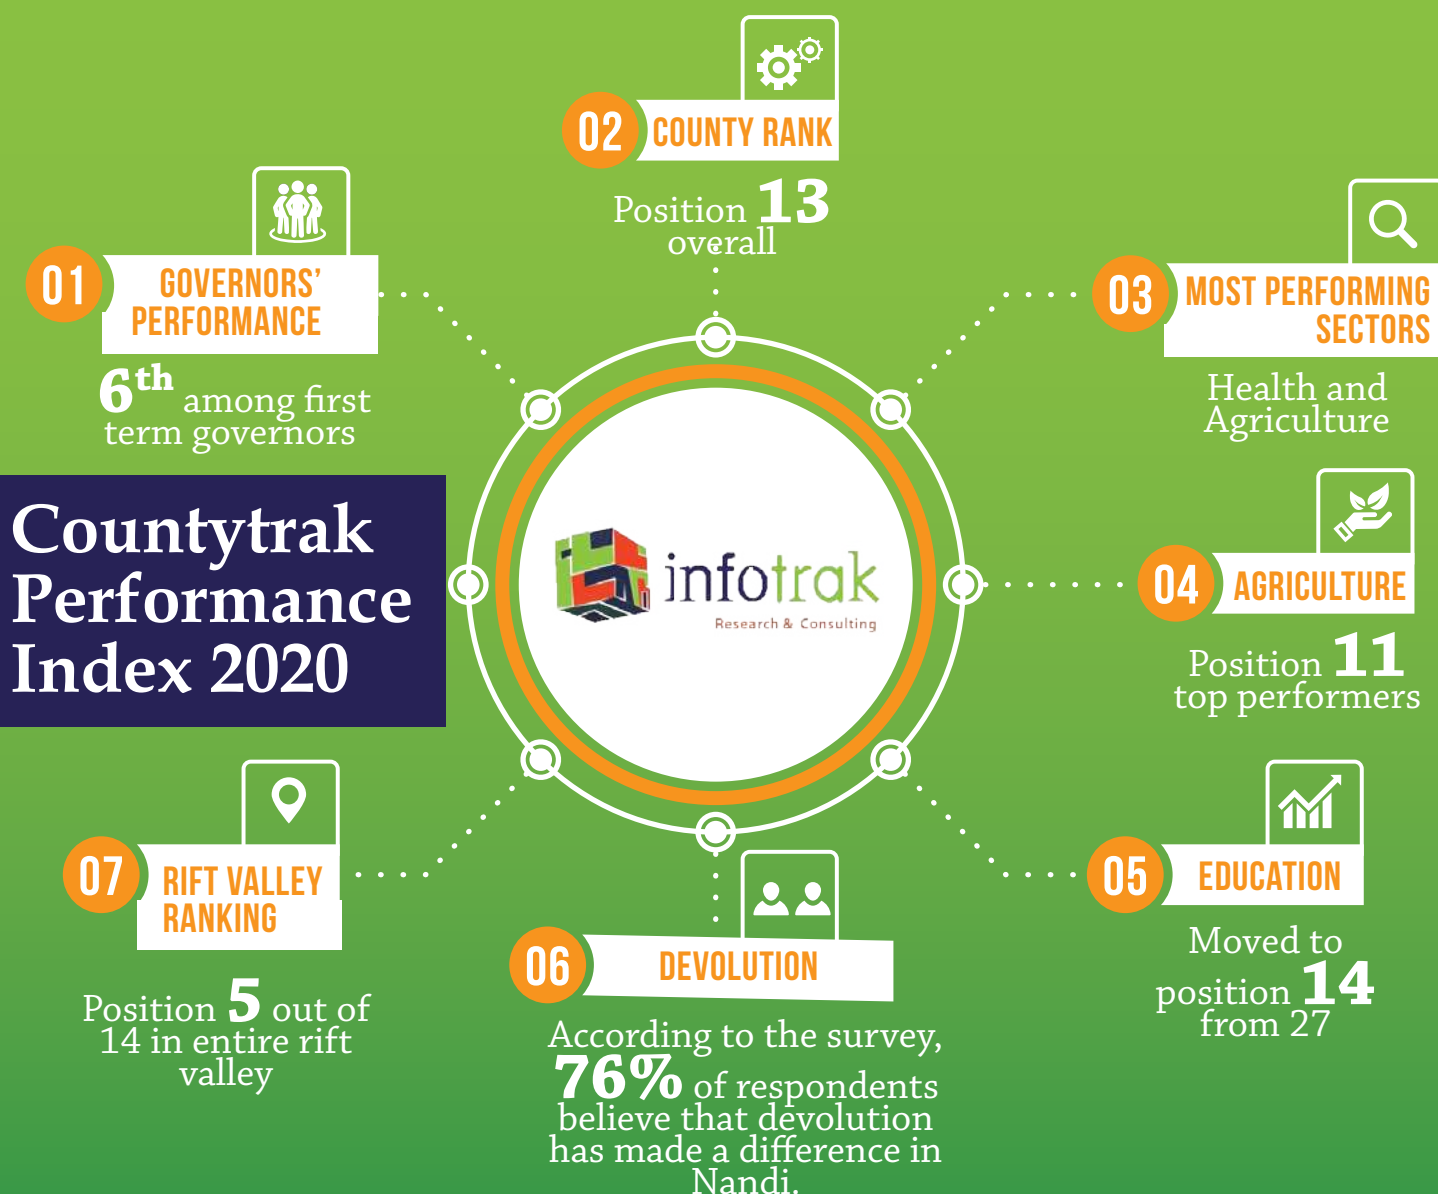 02
COUNTY RANK
Position 13
overall
01
GOVERNORS'
PERFORMANCE
6th among first
term governors
03
MOST PERFORMING
SECTORS
Health and
Agriculture
Countytrak
Performance
Index 2020
infotrak
Research & Consulting
04
AGRICULTURE
Position 11
top performers
05
EDUCATION
Moved to
position 14
from 27
06
DEVOLUTION
According to the survey,
76% of respondents
believe that devolution
has made a difference in
Nandi.
07
RIFT VALLEY
RANKING
Position 5 out of
14 in entire rift
valley